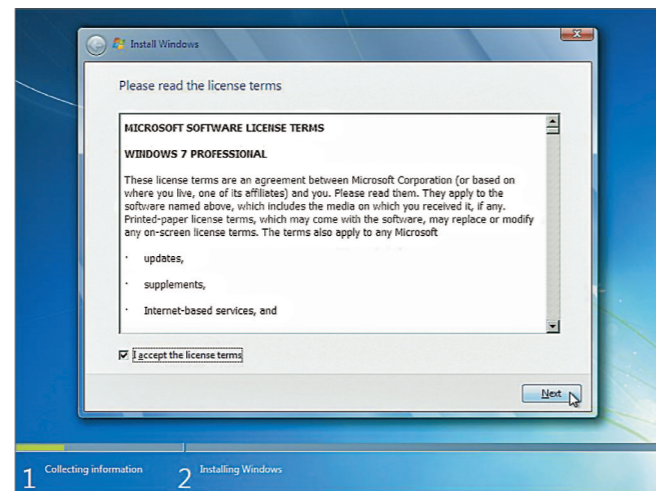 Install Windows
Please read the license terms
MICROSOFT SOFTWARE LICENSE TERMS
WINDOWS 7 PROFESSIONAL
These license terms are an agreement between Microsoft Corporation (or based on
where you live, one of its affiliates) and you. Please read them. They apply to the
software named above, which includes the media on which you received it, if any.
Printed-paper license terms, which may come with the software, may replace or modify
any on-screen license terms. The terms also apply to any Microsoft
· updates,
· supplements,
· Internet-based services, and
I accept the license terms
Next
1 Collecting information 2 Installing Windows